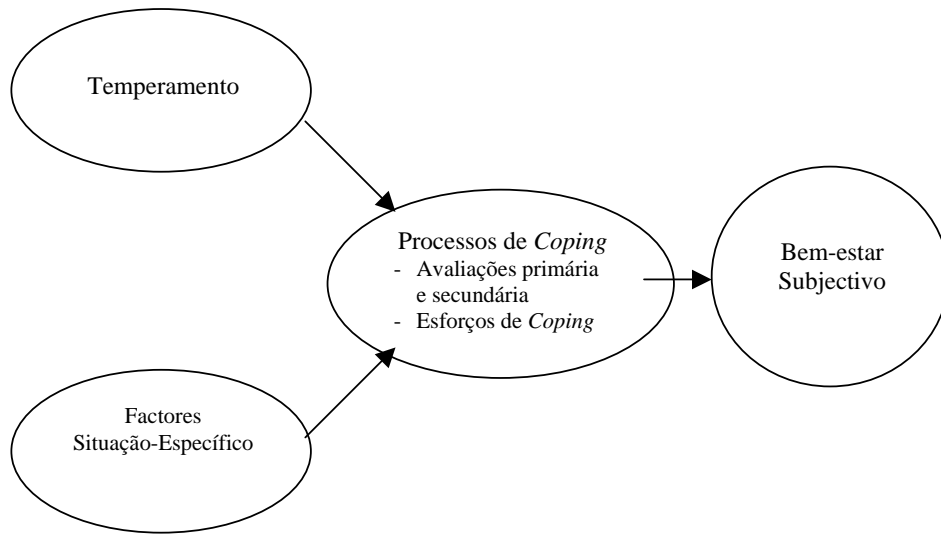 Temperamento
Processos de Coping
- Avaliações primária
e secundária
- Esforços de Coping
Bem-estar
Subjectivo
Factores
Situação-Específico